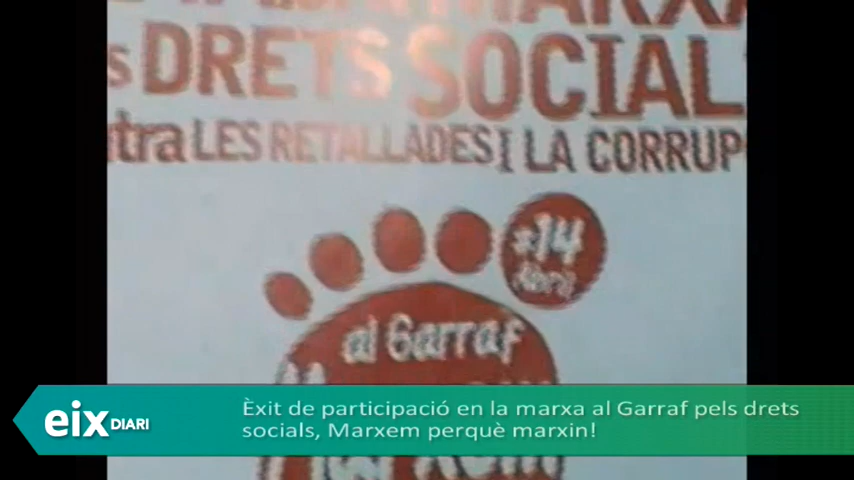 DRETS SOCIAL
LES RETALLADES I LA CORRUP
14
Abril
al Garraf
eix DIARI
Èxit de participació en la marxa al Garraf pels drets
socials, Marxem perquè marxin!